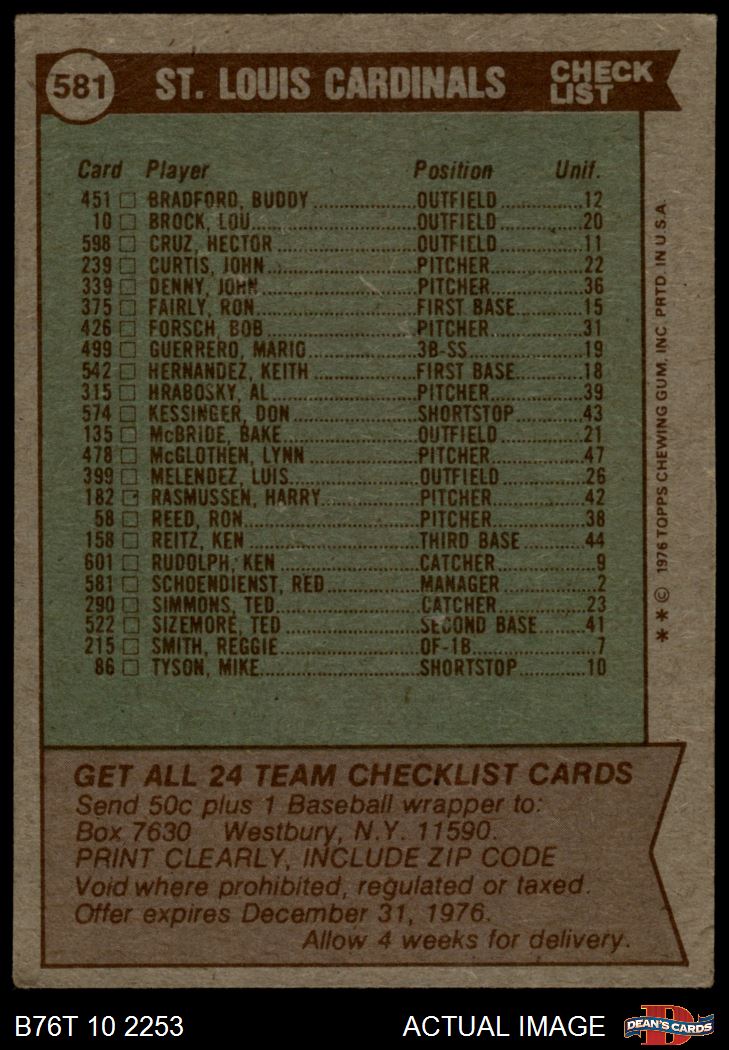 581 ST. LOUIS CARDINALS CHECK LIST
Card Player Position Unif.
451 BRADFORD, BUDDY OUTFIELD 12
10 BROCK, LOU OUTFIELD 20
598 CRUZ, HECTOR OUTFIELD 11
239 CURTIS, JOHN PITCHER 22
339 DENNY, JOHN PITCHER 36
375 FAIRLY, RON FIRST BASE 15
426 FORSCH, BOB PITCHER 31
499 GUERRERO, MARIO 3B-SS 19
542 HERNANDEZ, KEITH FIRST BASE 18
315 HRABOSKY, AL PITCHER 39
574 KESSINGER, DON SHORTSTOP 43
135 McBRIDE, BAKE OUTFIELD 21
478 McGLOTHEN, LYNN PITCHER 47
399 MELENDEZ, LUIS OUTFIELD 26
182 RASMUSSEN, HARRY PITCHER 42
58 REED, RON PITCHER 38
158 REITZ, KEN THIRD BASE 44
601 RUDOLPH, KEN CATCHER 9
581 SCHOENDIENST, RED MANAGER 2
290 SIMMONS, TED CATCHER 23
522 SIZEMORE, TED SECOND BASE 41
215 SMITH, REGGIE OF-1B 7
86 TYSON, MIKE SHORTSTOP 10
* * © 1976 TOPPS CHEWING GUM, INC. PRTD. IN U.S.A.
GET ALL 24 TEAM CHECKLIST CARDS
Send 50c plus 1 Baseball wrapper to:
Box 7630 Westbury, N.Y. 11590.
PRINT CLEARLY, INCLUDE ZIP CODE
Void where prohibited, regulated or taxed.
Offer expires December 31, 1976.
Allow 4 weeks for delivery.
B76T 10 2253 ACTUAL IMAGE D DEAN'S CARDS